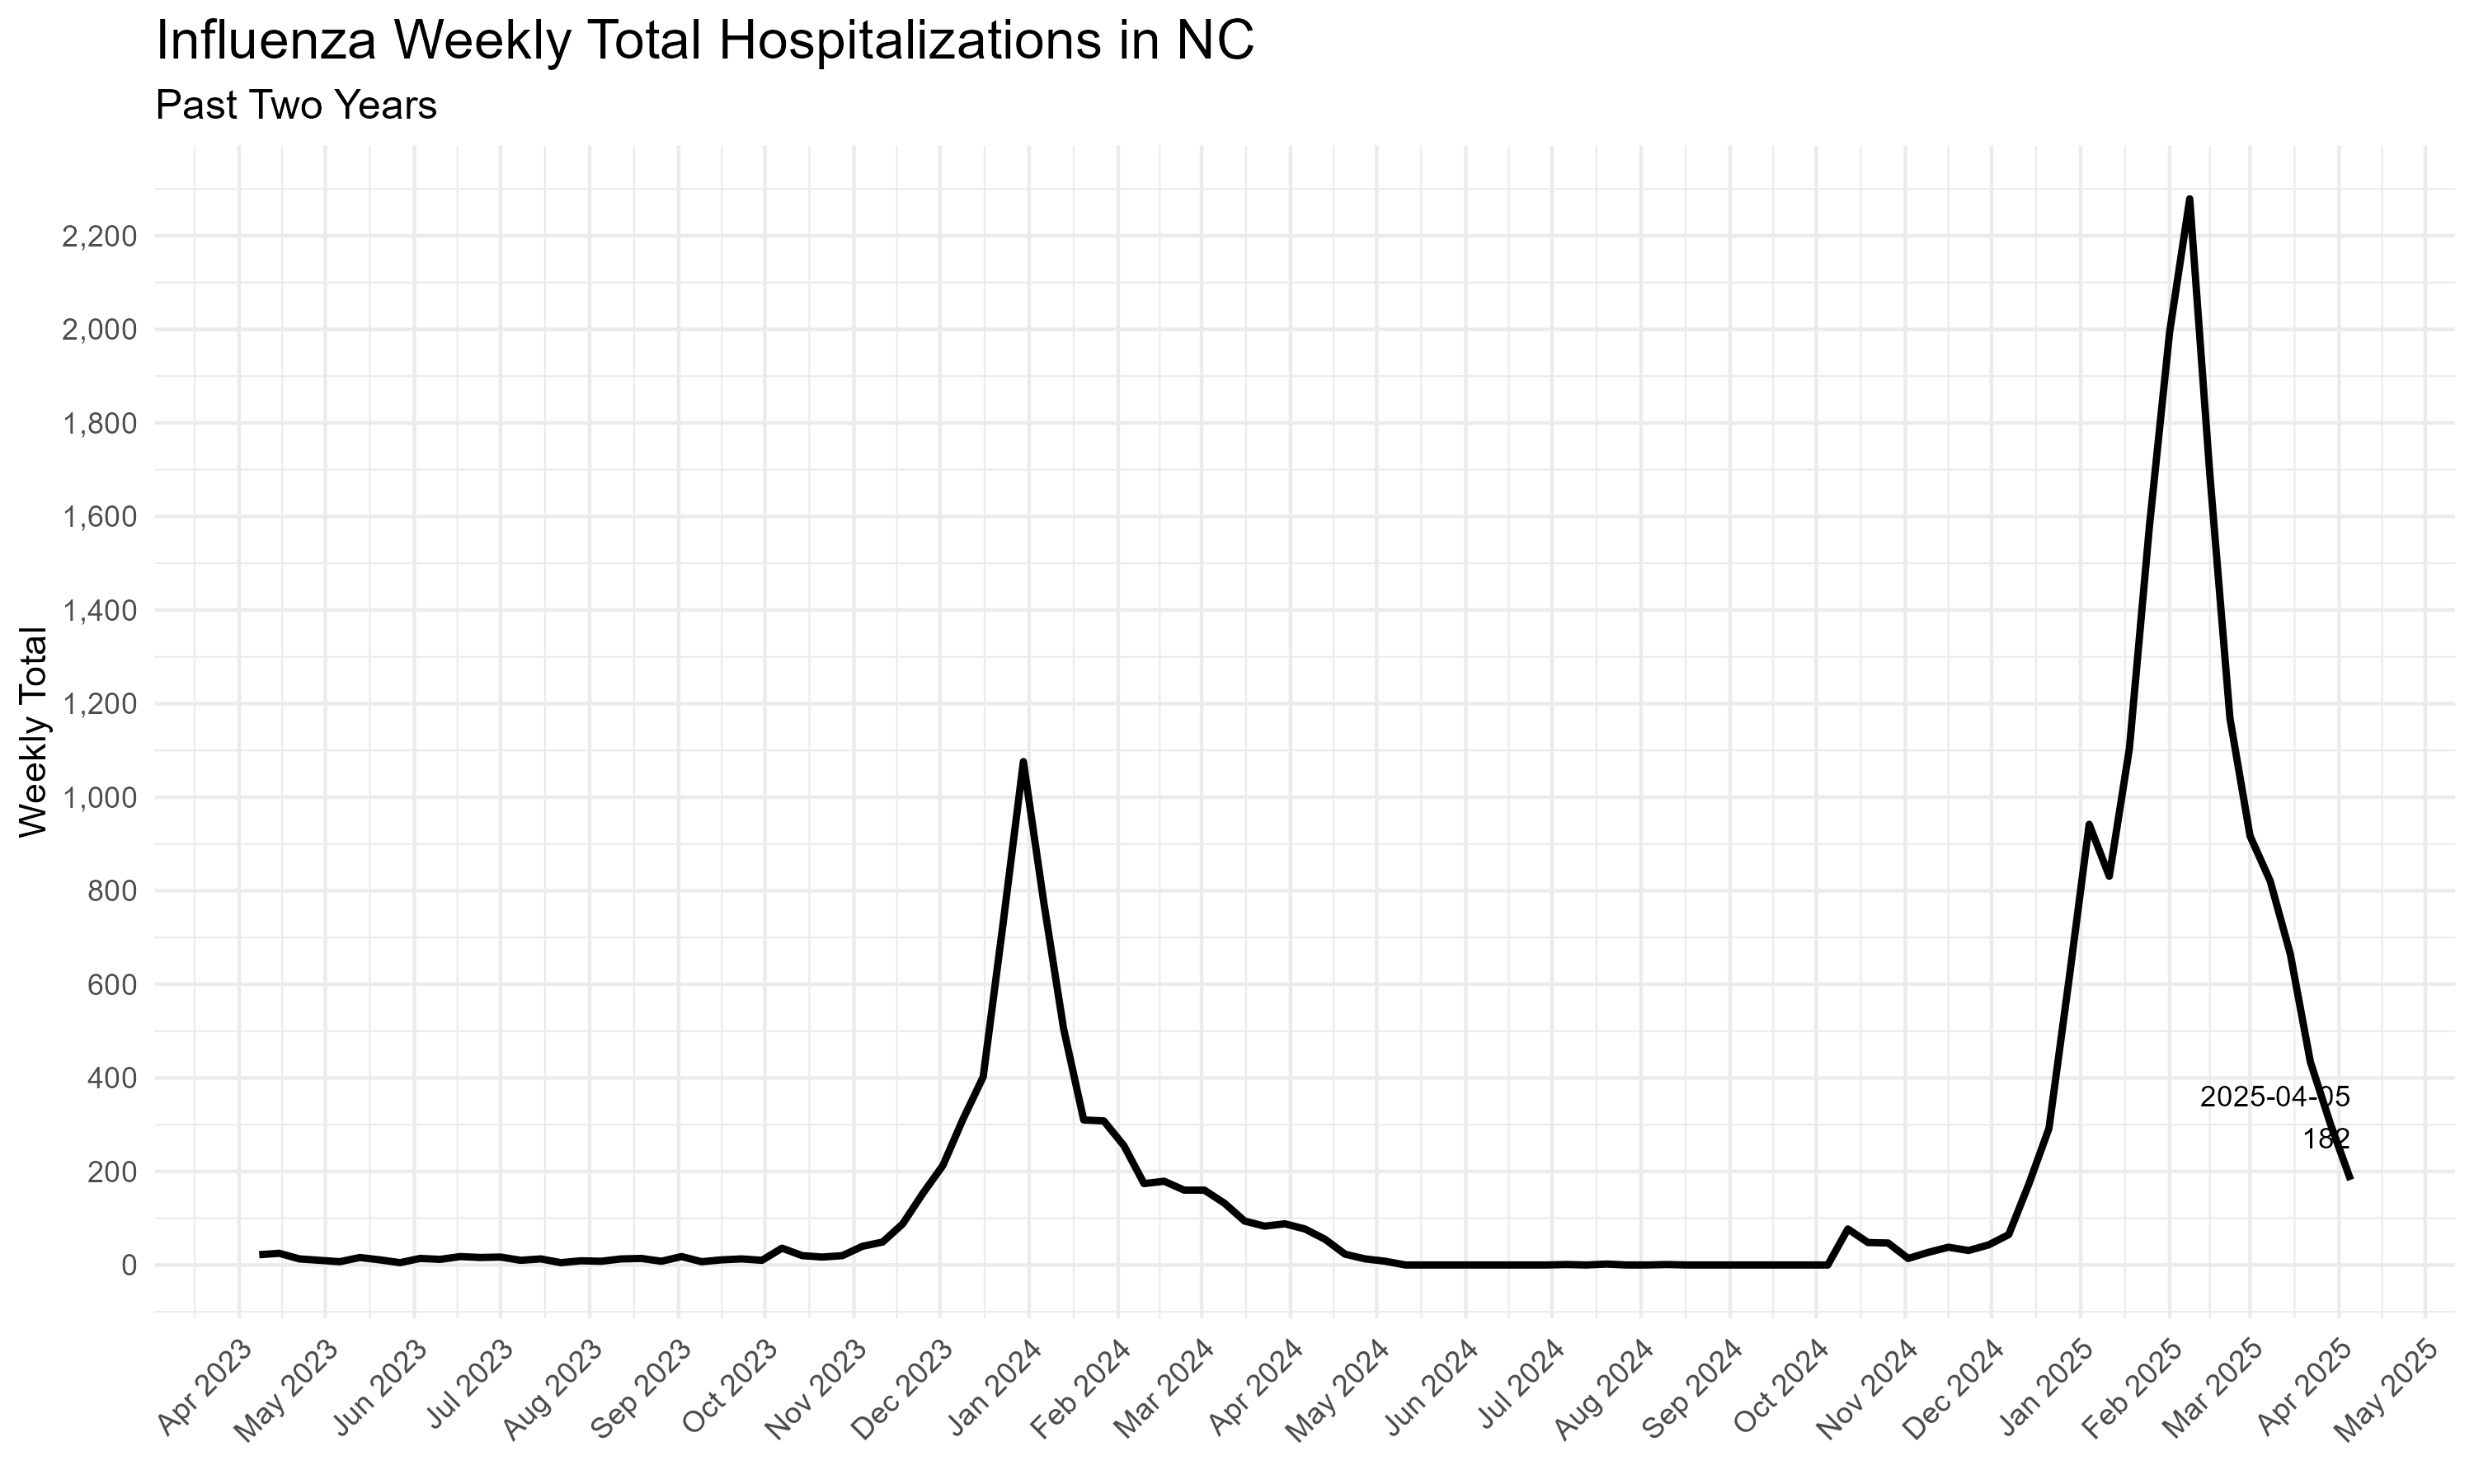 Influenza Weekly Total Hospitalizations in NC
Past Two Years
Weekly Total
2,200
2,000
1,800
1,600
1,400
1,200
1,000
800
600
400
200
0
2025-04-05
182
Apr 2023
May 2023
Jun 2023
Jul 2023
Aug 2023
Sep 2023
Oct 2023
Nov 2023
Dec 2023
Jan 2024
Feb 2024
Mar 2024
Apr 2024
May 2024
Jun 2024
Jul 2024
Aug 2024
Sep 2024
Oct 2024
Nov 2024
Dec 2024
Jan 2025
Feb 2025
Mar 2025
Apr 2025
May 2025